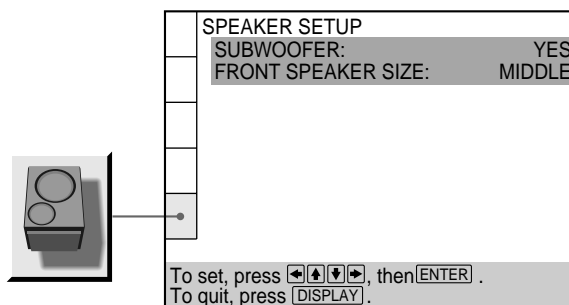 SPEAKER SETUP
SUBWOOFER: YES
FRONT SPEAKER SIZE: MIDDLE
To set, press ←↑↓→, then ENTER .
To quit, press DISPLAY .